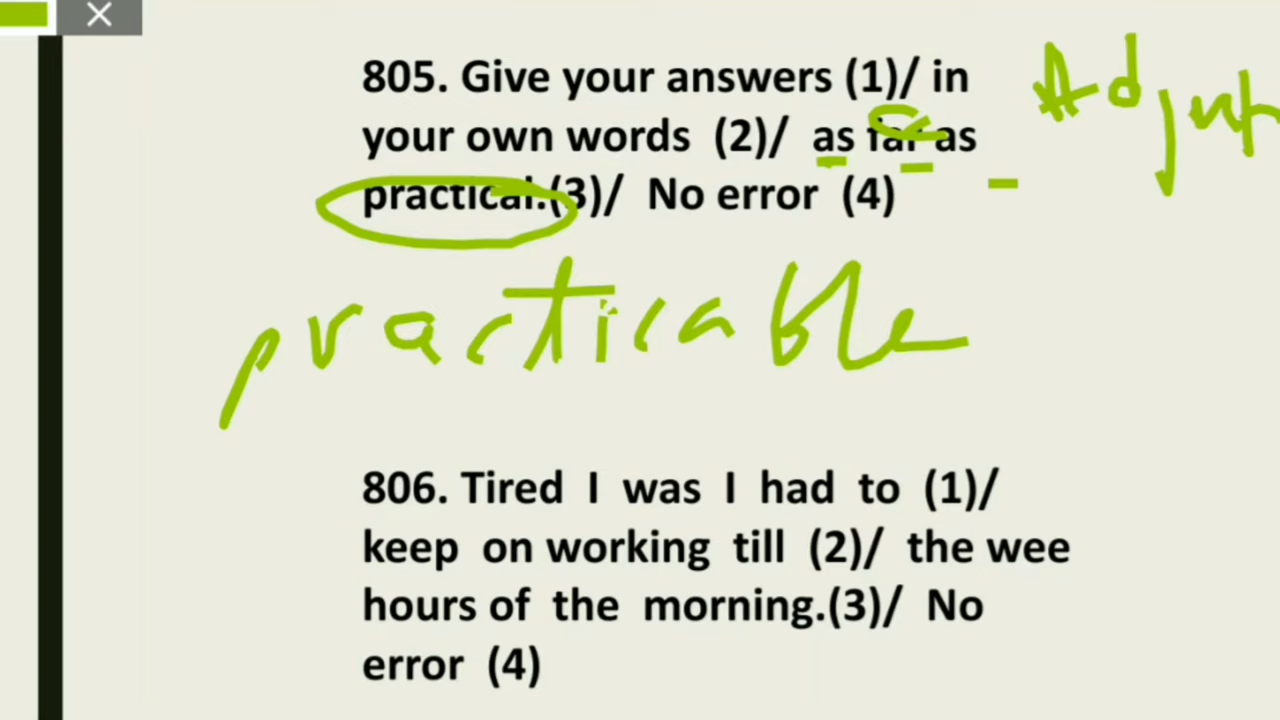 805. Give your answers (1)/ in
your own words (2)/ as far as
practical.(3)/ No error (4)
practicable
806. Tired I was I had to (1)/
keep on working till (2)/ the wee
hours of the morning.(3)/ No
error (4)